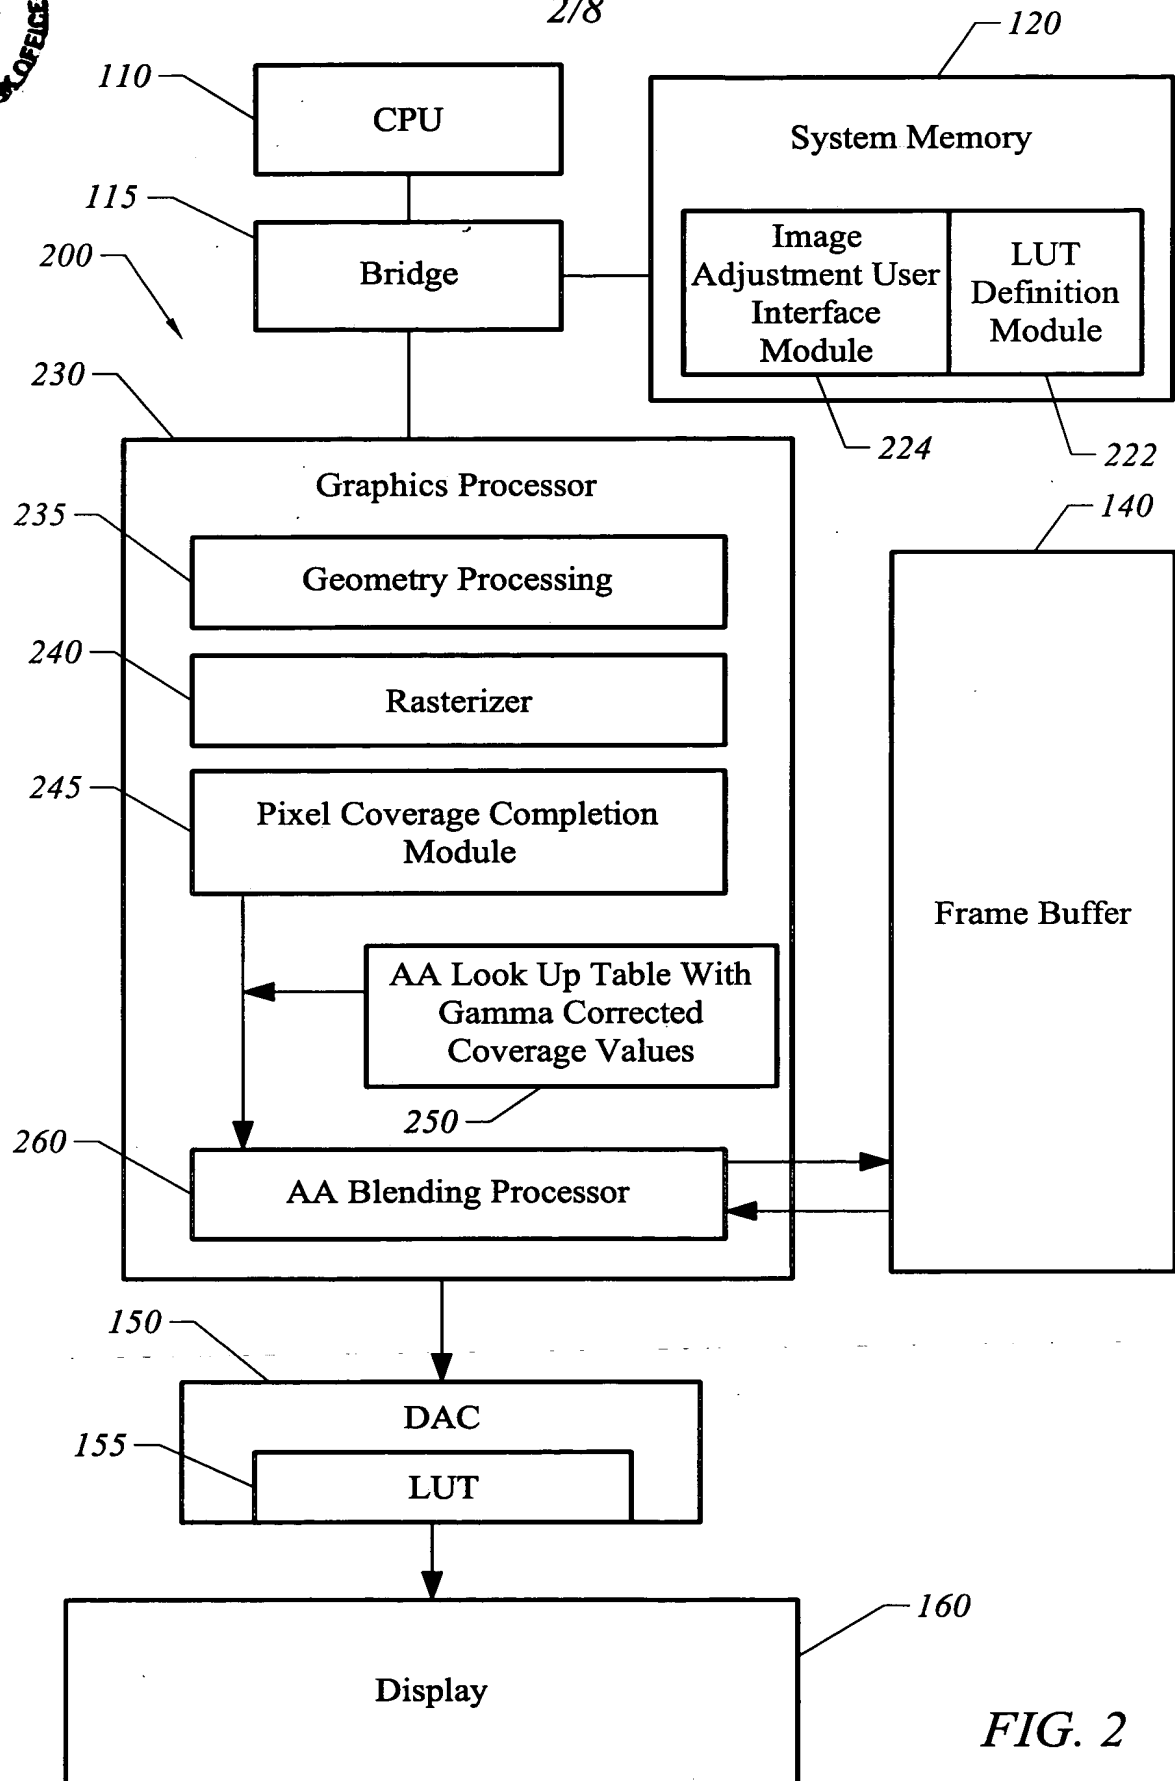 OFFICE
2/8
110
CPU
120
System Memory
115
Bridge
200
Image
Adjustment User
Interface
Module
LUT
Definition
Module
224
222
230
Graphics Processor
235
Geometry Processing
140
240
Rasterizer
245
Pixel Coverage Completion
Module
Frame Buffer
AA Look Up Table With
Gamma Corrected
Coverage Values
250
260
AA Blending Processor
150
DAC
155
LUT
160
Display
FIG. 2